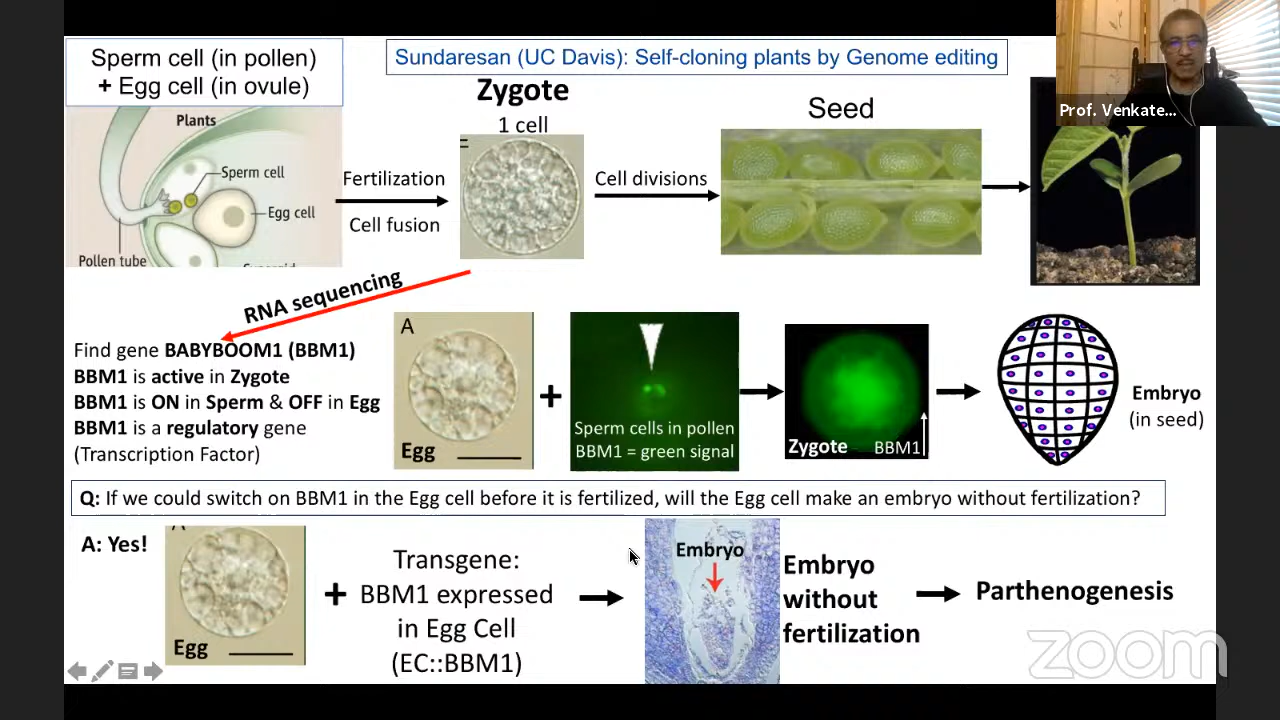 Sperm cell (in pollen)
+ Egg cell (in ovule)
Sundaresan (UC Davis): Self-cloning plants by Genome editing
Prof. Venkate...
Plants
Sperm cell
Egg cell
Pollen tube
Fertilization
Cell fusion
Zygote
1 cell
Cell divisions
Seed
RNA sequencing
Find gene BABYBOOM1 (BBM1)
BBM1 is active in Zygote
BBM1 is ON in Sperm & OFF in Egg
BBM1 is a regulatory gene
(Transcription Factor)
A
Egg
+
Sperm cells in pollen
BBM1 = green signal
Zygote
BBM1
Embryo
(in seed)
Q: If we could switch on BBM1 in the Egg cell before it is fertilized, will the Egg cell make an embryo without fertilization?
A: Yes!
Egg
+
Transgene:
BBM1 expressed
in Egg Cell
(EC::BBM1)
Embryo
Embryo
without
fertilization
Parthenogenesis
zoom